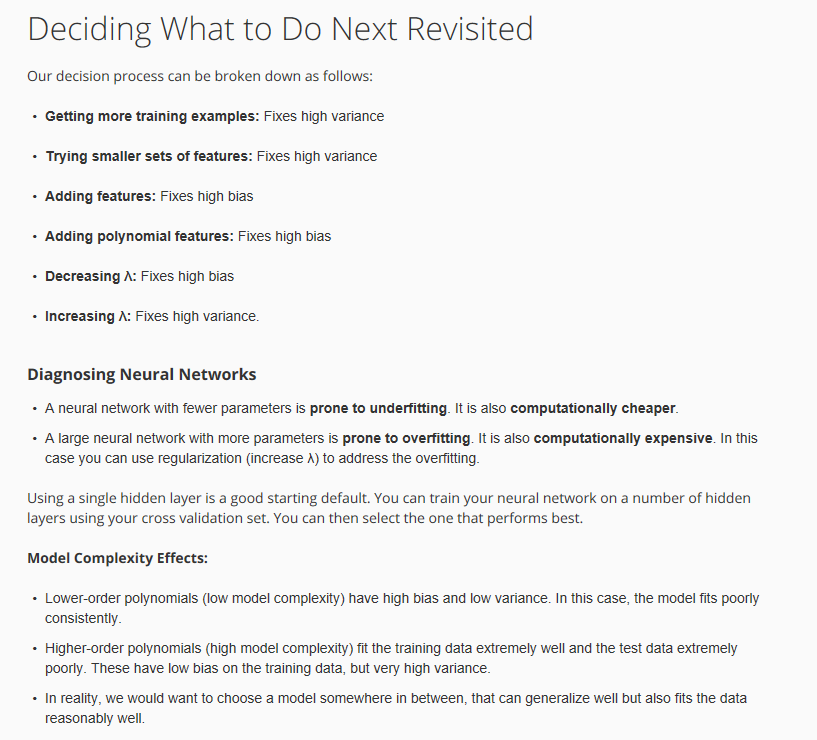 Deciding What to Do Next Revisited
Our decision process can be broken down as follows:
• Getting more training examples: Fixes high variance
• Trying smaller sets of features: Fixes high variance
• Adding features: Fixes high bias
• Adding polynomial features: Fixes high bias
• Decreasing λ: Fixes high bias
• Increasing λ: Fixes high variance.
Diagnosing Neural Networks
• A neural network with fewer parameters is prone to underfitting. It is also computationally cheaper.
• A large neural network with more parameters is prone to overfitting. It is also computationally expensive. In this
case you can use regularization (increase λ) to address the overfitting.
Using a single hidden layer is a good starting default. You can train your neural network on a number of hidden
layers using your cross validation set. You can then select the one that performs best.
Model Complexity Effects:
• Lower-order polynomials (low model complexity) have high bias and low variance. In this case, the model fits poorly
consistently.
• Higher-order polynomials (high model complexity) fit the training data extremely well and the test data extremely
poorly. These have low bias on the training data, but very high variance.
• In reality, we would want to choose a model somewhere in between, that can generalize well but also fits the data
reasonably well.